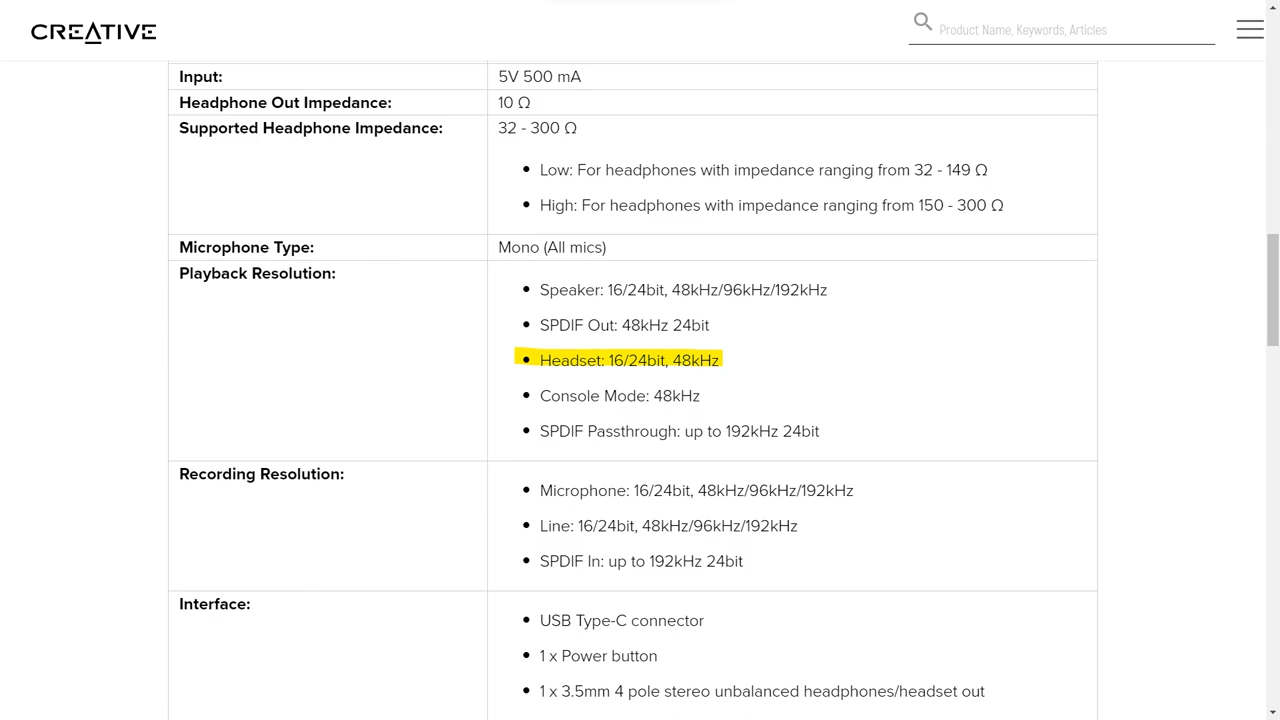 CREATIVE
Product Name, Keywords, Articles
Input: 5V 500 mA
Headphone Out Impedance: 10 Ω
Supported Headphone Impedance: 32 - 300 Ω
• Low: For headphones with impedance ranging from 32 - 149 Ω
• High: For headphones with impedance ranging from 150 - 300 Ω
Microphone Type: Mono (All mics)
Playback Resolution:
• Speaker: 16/24bit, 48kHz/96kHz/192kHz
• SPDIF Out: 48kHz 24bit
• Headset: 16/24bit, 48kHz
• Console Mode: 48kHz
• SPDIF Passthrough: up to 192kHz 24bit
Recording Resolution:
• Microphone: 16/24bit, 48kHz/96kHz/192kHz
• Line: 16/24bit, 48kHz/96kHz/192kHz
• SPDIF In: up to 192kHz 24bit
Interface:
• USB Type-C connector
• 1 x Power button
• 1 x 3.5mm 4 pole stereo unbalanced headphones/headset out